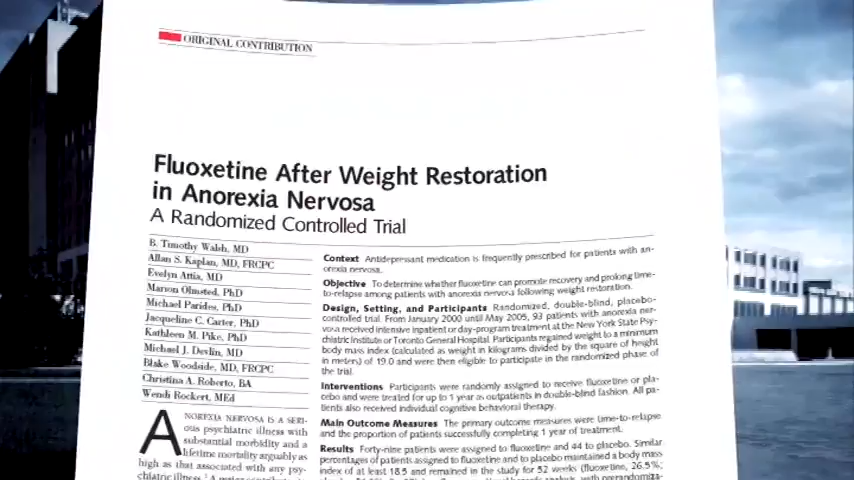 ORIGINAL CONTRIBUTION
Fluoxetine After Weight Restoration
in Anorexia Nervosa
A Randomized Controlled Trial
B. Timothy Walsh, MD
Allan S. Kaplan, MD, FRCPC
Evelyn Attia, MD
Marion Olmsted, PhD
Michael Parides, PhD
Jacqueline C. Carter, PhD
Kathleen M. Pike, PhD
Michael J. Devlin, MD
Blake Woodside, MD, FRCPC
Christina A. Roberto, BA
Wendi Rockert, MEd
ANOREXIA NERVOSA IS A SERI-
ous psychiatric illness with
substantial morbidity and a
lifetime mortality arguably as
high as that associated with any psy-
chiatric illness.
Context Antidepressant medication is frequently prescribed for patients with an-
orexia nervosa.
Objective To determine whether fluoxetine can promote recovery and prolong time-
to-relapse among patients with anorexia nervosa following weight restoration.
Design, Setting, and Participants Randomized, double-blind, placebo-
controlled trial. From January 2000 until May 2005, 93 patients with anorexia ner-
vosa received intensive inpatient or day-program treatment at the New York State Psy-
chiatric Institute or Toronto General Hospital. Participants regained weight to a minimum
body mass index (calculated as weight in kilograms divided by the square of height
in meters) of 19.0 and were then eligible to participate in the randomized phase of
the trial.
Interventions Participants were randomly assigned to receive fluoxetine or pla-
cebo and were treated for up to 1 year as outpatients in double-blind fashion. All pa-
tients also received individual cognitive behavioral therapy.
Main Outcome Measures The primary outcome measures were time-to-relapse
and the proportion of patients successfully completing 1 year of treatment.
Results Forty-nine patients were assigned to fluoxetine and 44 to placebo. Similar
percentages of patients assigned to fluoxetine and to placebo maintained a body mass
index of at least 18.5 and remained in the study for 52 weeks (fluoxetine, 26.5%;